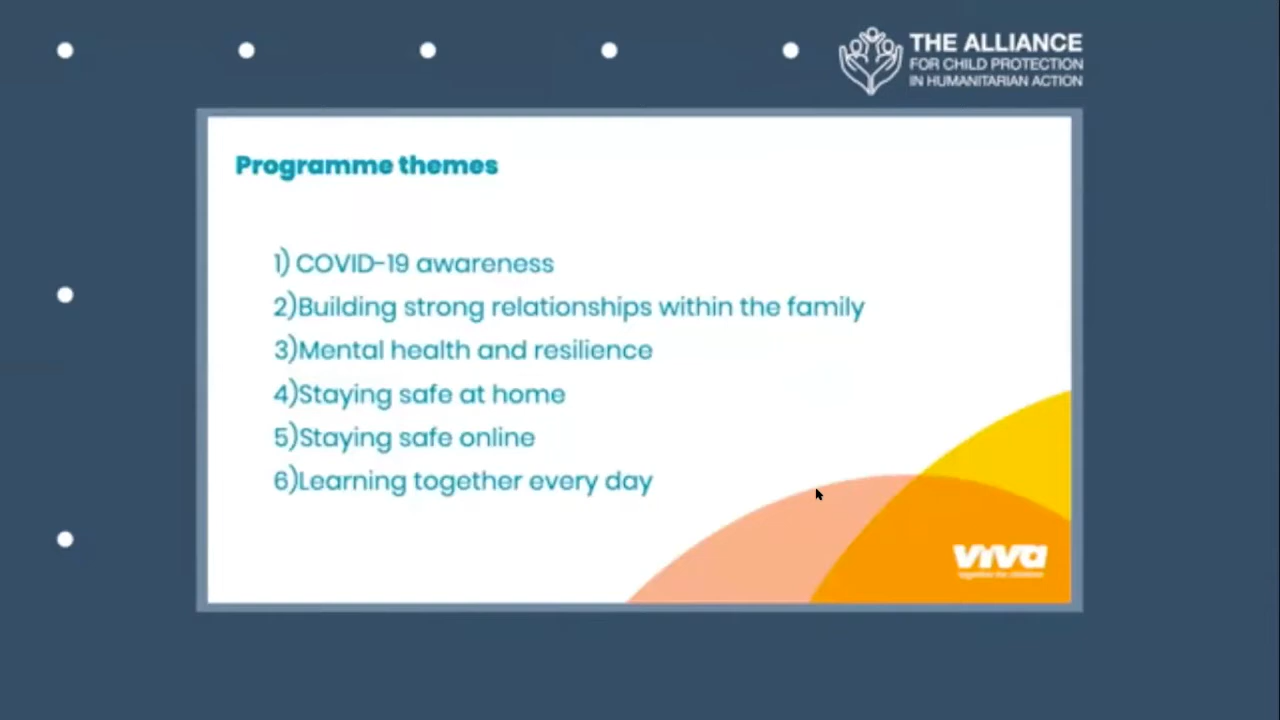 THE ALLIANCE
FOR CHILD PROTECTION
IN HUMANITARIAN ACTION
Programme themes
1) COVID-19 awareness
2)Building strong relationships within the family
3)Mental health and resilience
4)Staying safe at home
5)Staying safe online
6)Learning together every day
viva